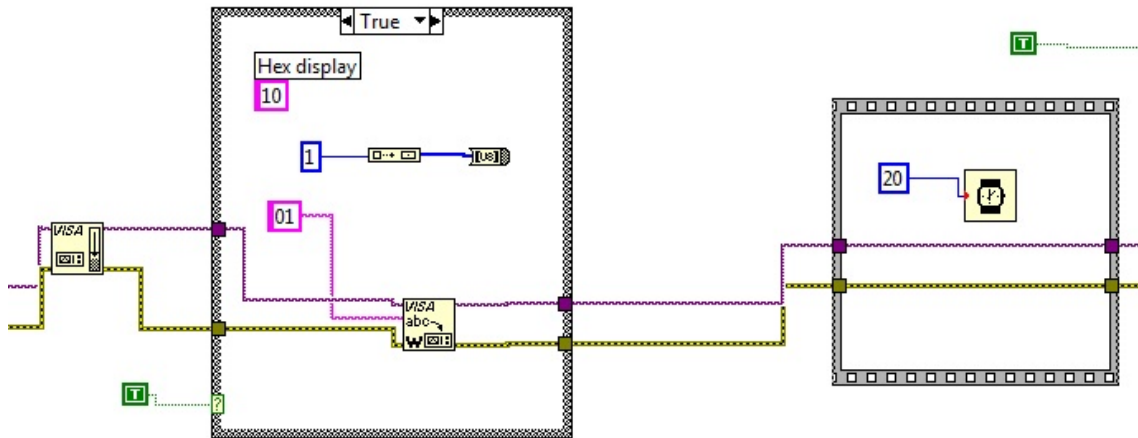 True
T
Hex display
10
1
[U8]
20
01
VISA
VISA
abc
W
T
?